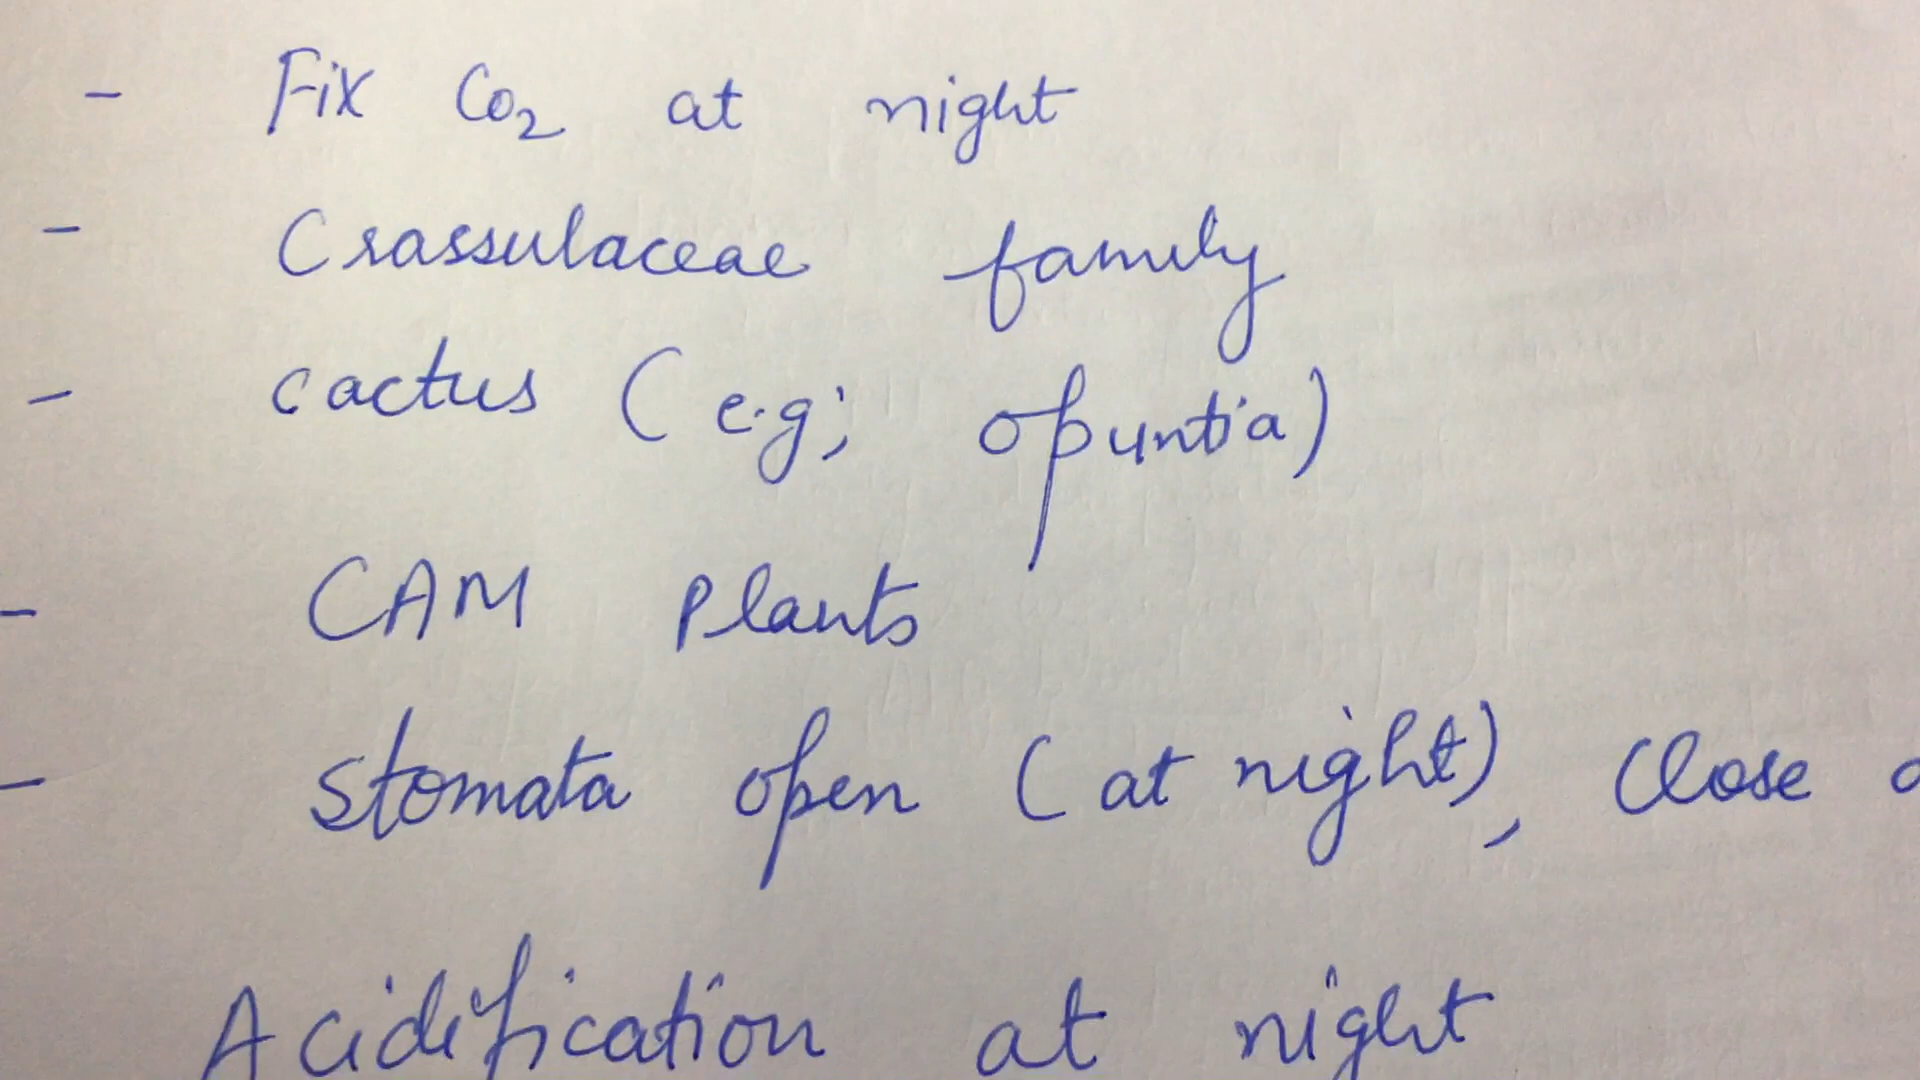 - Fix Co₂ at night
- Crassulaceae family
- cactus (e.g; opuntia)
- CAM Plants
- Stomata open (at night), Close
Acidification at night